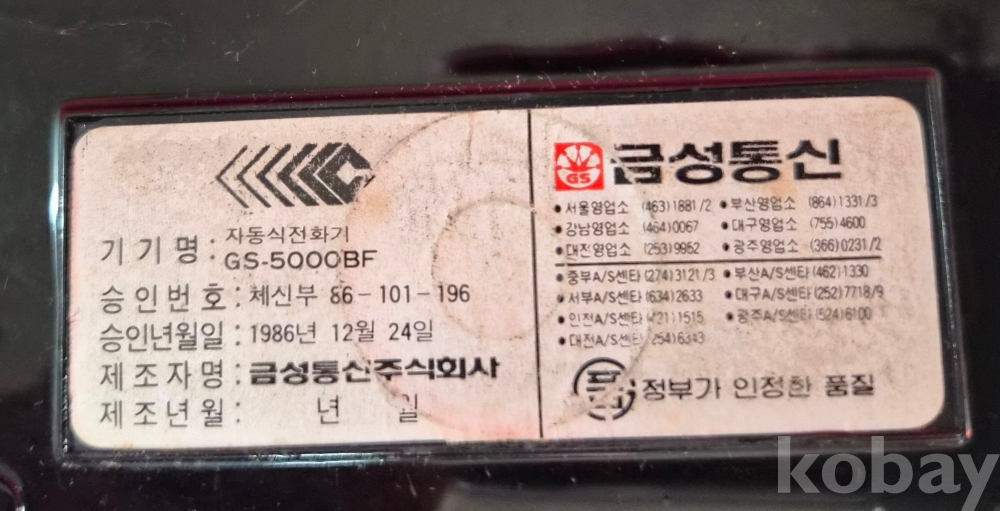 기기명 : 자동식전화기
GS-5000BF
승인번호 : 체신부 86-101-196
승인년월일 : 1986년 12월 24일
제조자명 : 금성통신주식회사
제조년월 : 년 일
GS 금성통신
• 서울영업소 (463)1881/2 • 부산영업소 (864)1331/3
• 강남영업소 (464)0067 • 대구영업소 (755)4600
• 대전영업소 (253)9952 • 광주영업소 (366)0231/2
• 중부A/S센타 (274)3121/3 • 부산A/S센타 (462)1330
• 서부A/S센타 (634)2633 • 대구A/S센타 (252)7718/9
• 인천A/S센타 • 광주A/S센타 (524)6100
• 대전A/S센타
정부가 인정한 품질
kobay